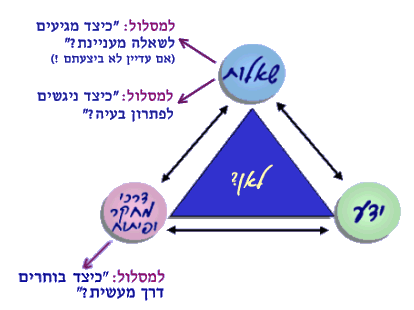 למסלול: "כיצד מגיעים
לשאלה מעניינת?"
(אם עדיין לא ביצעתם !)
שאלות
למסלול: "כיצד ניגשים
לפתרון בעיה?"
לאן?
דרכי
מחקר
ופיתוח
ידע
למסלול: "כיצד בוחרים
דרך מעשית?"